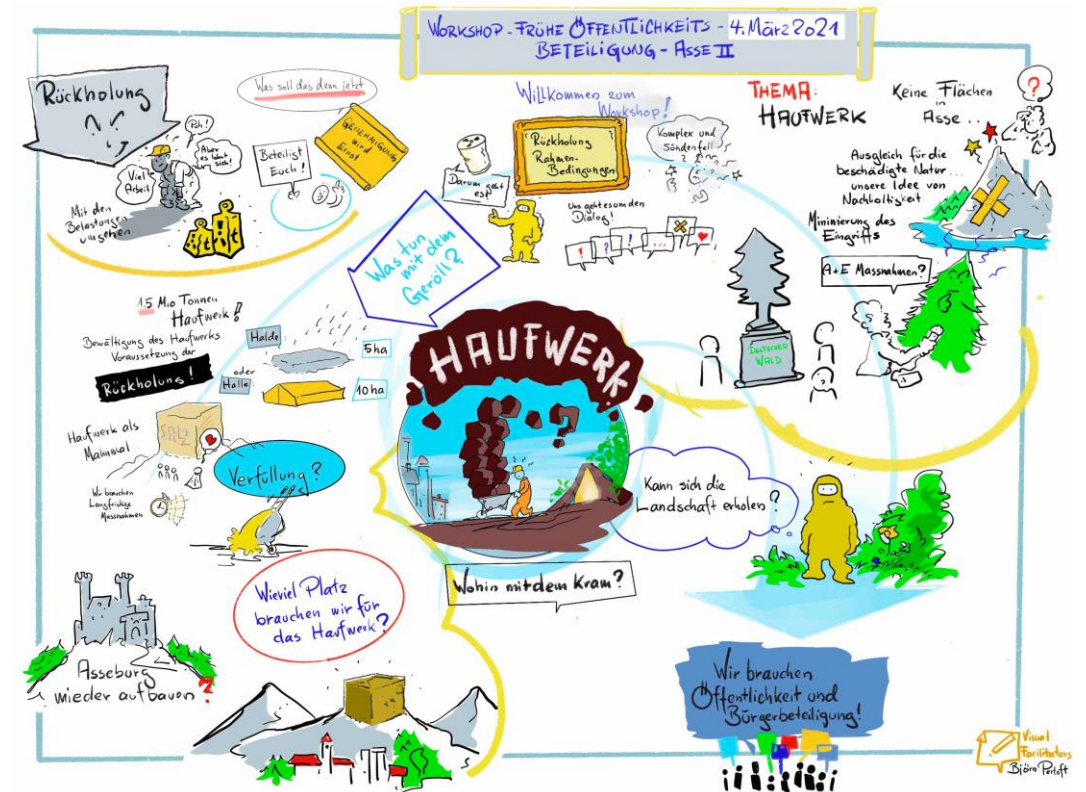 WORKSHOP - FRÜHE ÖFFENTLICHKEITS - 4. März 2021
BETEILIGUNG - ASSE II
Rückholung
Püh!
Aber
es lohnt
sich!
Viel
Arbeit
Mit den
Belastungen
umgehen
Was soll das denn jetzt
Beteiligt
Euch!
GENEHMIGUNG
wird
Ernst
Willkommen zum
Workshop!
Darum geht
es!
Rückholung
Rahmen-
Bedingungen
Komplex und
Sündenfall
Uns geht es um den
Dialog!
THEMA:
HAUFWERK
Keine Flächen
in
Asse...
?
Ausgleich für die
beschädigte Natur...
unsere Idee von
Nachhaltigkeit
Minimierung des
Eingriffs
A+E Massnahmen?
DEUTSCHER
WALD
Was tun
mit dem
Geröll?
1.5 Mio Tonnen
Haufwerk!
Bewältigung des Haufwerks
Voraussetzung der
Rückholung!
Halde:
5ha
oder
Halle:
10ha
HAUFWERK
?
Haufwerk als
Mahnmal
SALZ
Wir brauchen
Langfristige
Massnahmen
Verfüllung?
Kann sich die
Landschaft erholen?
Wohin mit dem Kram?
Wieviel Platz
brauchen wir für
das Haufwerk?
Asseburg
wieder aufbauen?
Wir brauchen
Öffentlichkeit und
Bürgerbeteiligung!
Visual
Facilitators
Björn